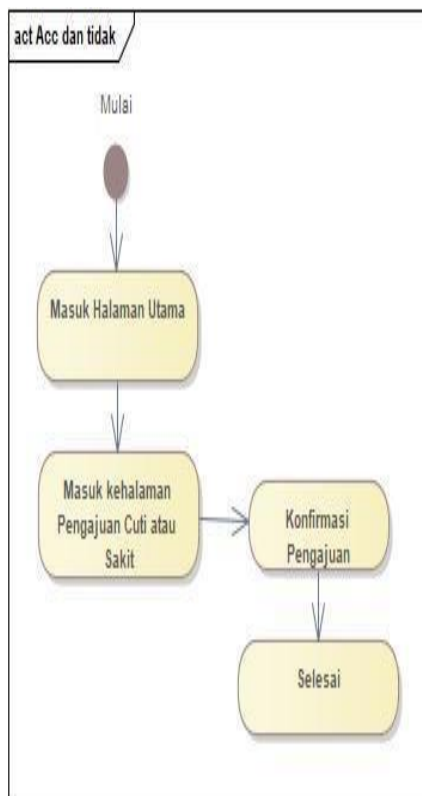 act Acc dan tidak
Mulai
Masuk Halaman Utama
Masuk kehalaman
Pengajuan Cuti atau
Sakit
Konfirmasi
Pengajuan
Selesai